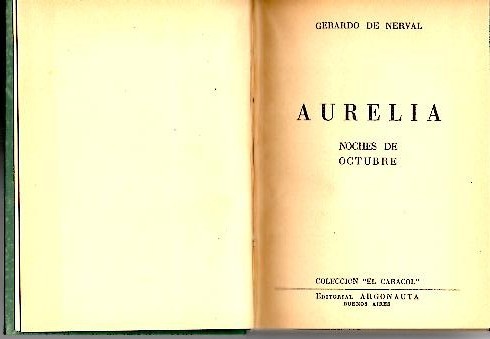 GERARDO DE NERVAL
AURELIA
NOCHES DE
OCTUBRE
COLECCION "EL CARACOL"
EDITORIAL ARGONAUTA
BUENOS AIRES